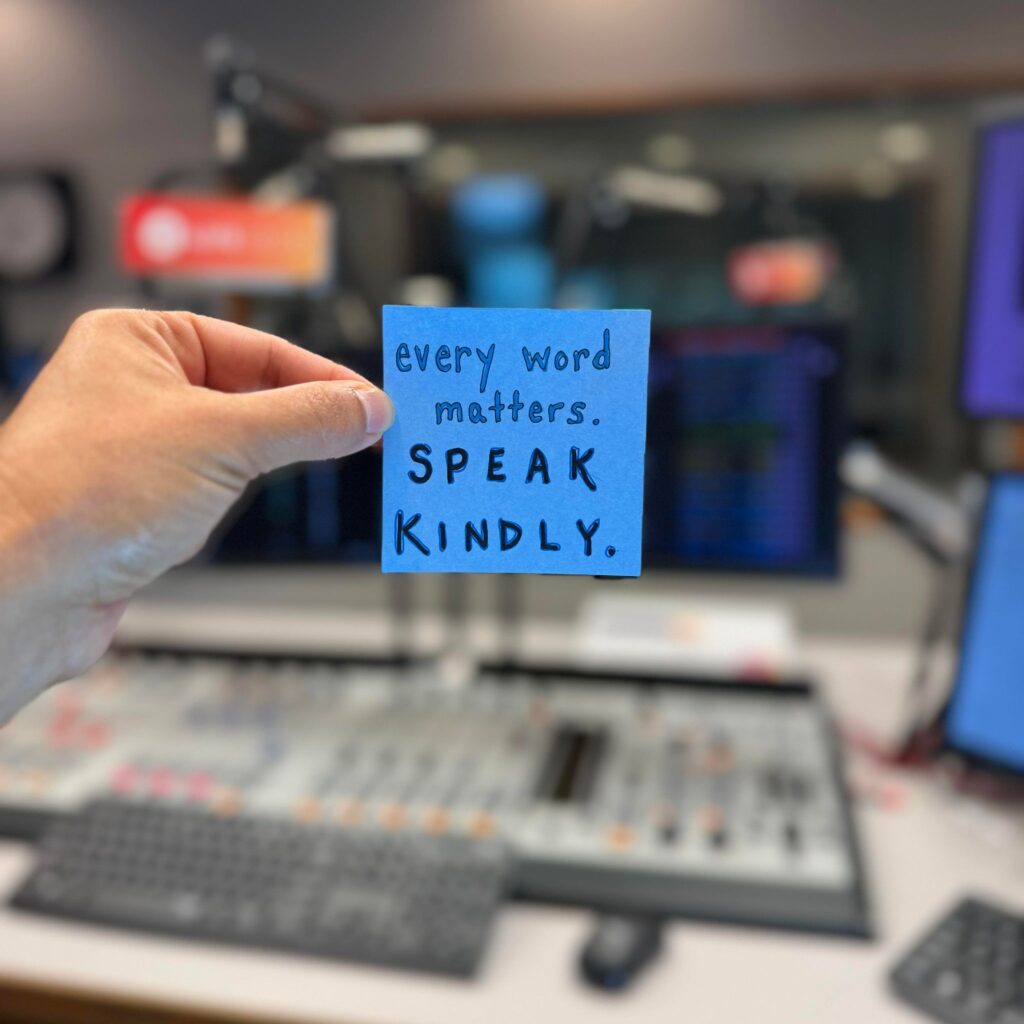 every word
matters.
SPEAK
KINDLY.